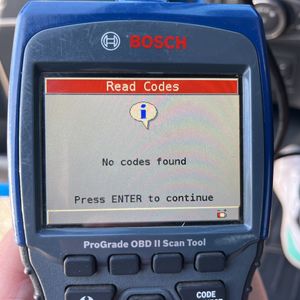 BOSCH
Read Codes
i
No codes found
Press ENTER to continue
ProGrade OBD II Scan Tool
CODE